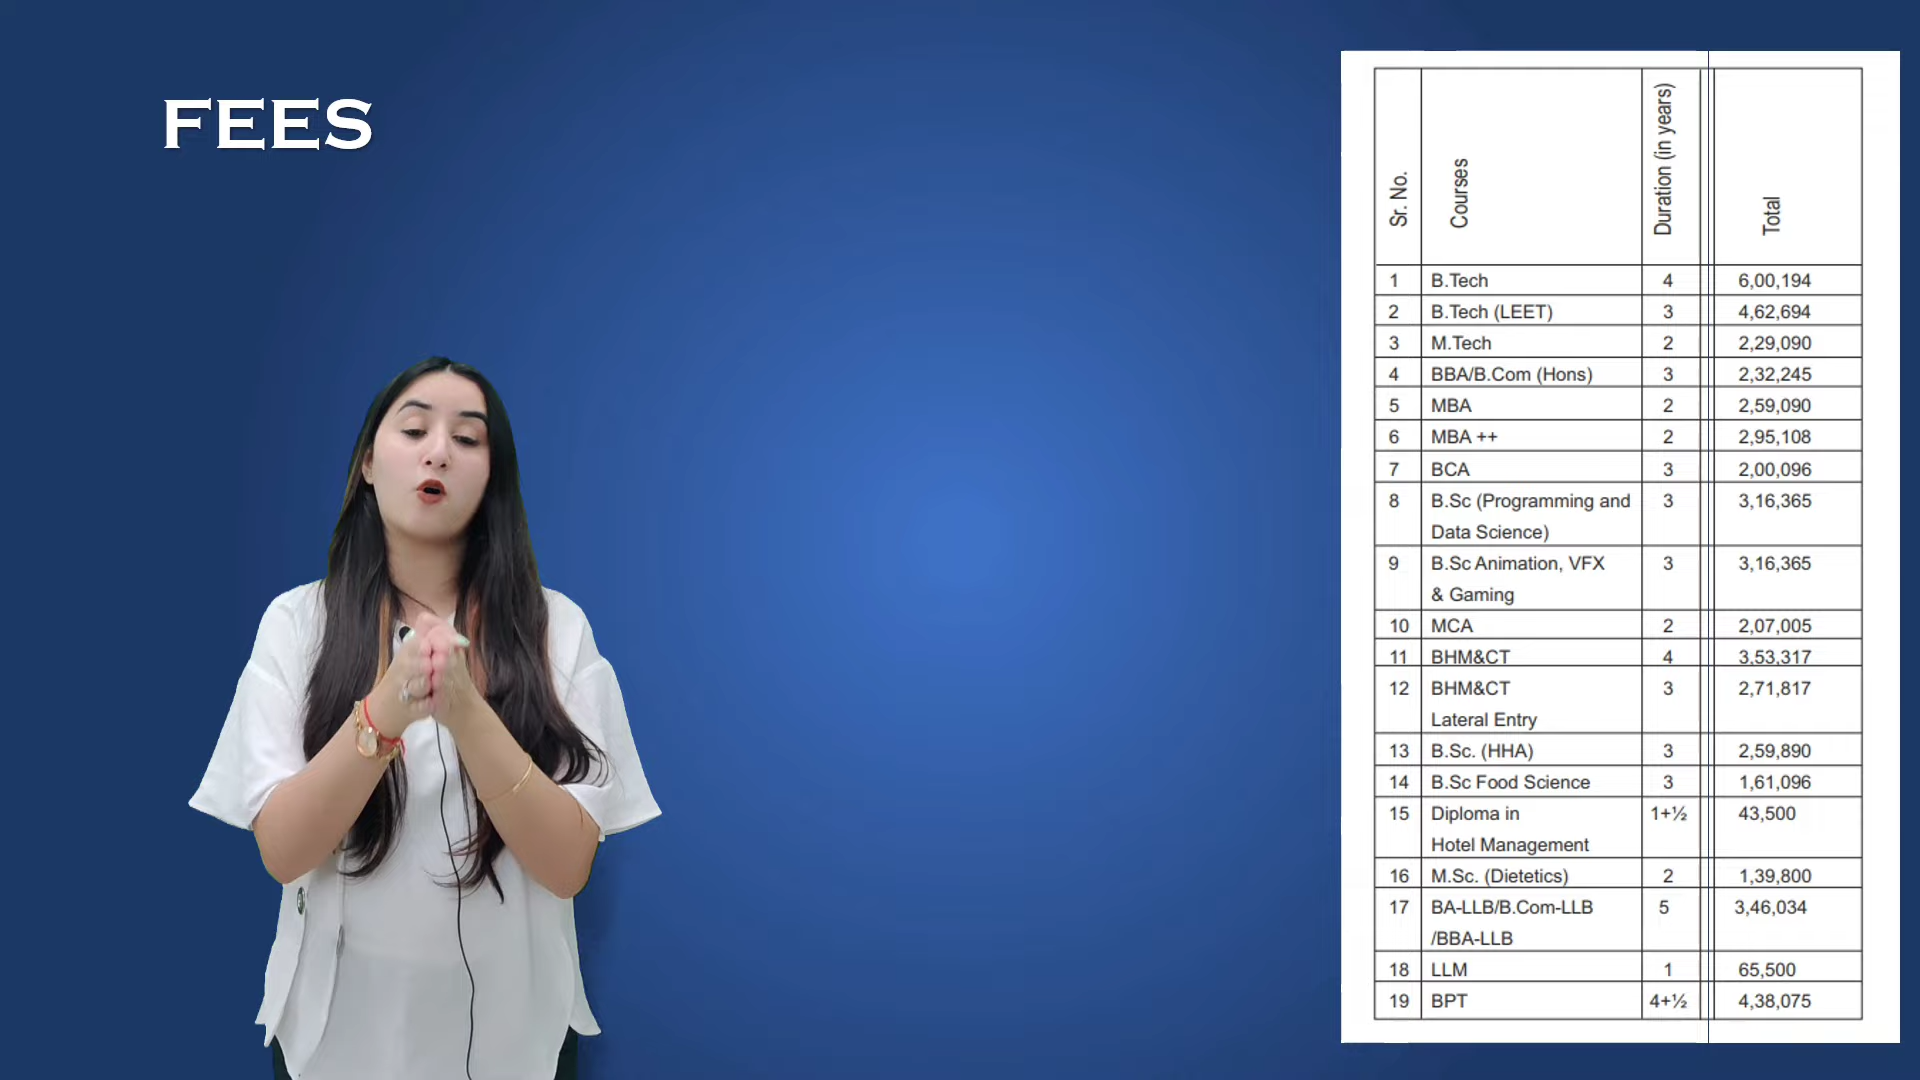 FEES
Sr. No. Courses Duration (in years) Total
1 B.Tech 4 6,00,194
2 B.Tech (LEET) 3 4,62,694
3 M.Tech 2 2,29,090
4 BBA/B.Com (Hons) 3 2,32,245
5 MBA 2 2,59,090
6 MBA ++ 2 2,95,108
7 BCA 3 2,00,096
8 B.Sc (Programming and 3 3,16,365
Data Science)
9 B.Sc Animation, VFX 3 3,16,365
& Gaming
10 MCA 2 2,07,005
11 BHM&CT 4 3,53,317
12 BHM&CT 3 2,71,817
Lateral Entry
13 B.Sc. (HHA) 3 2,59,890
14 B.Sc Food Science 3 1,61,096
15 Diploma in 1+½ 43,500
Hotel Management
16 M.Sc. (Dietetics) 2 1,39,800
17 BA-LLB/B.Com-LLB 5 3,46,034
/BBA-LLB
18 LLM 1 65,500
19 BPT 4+½ 4,38,075